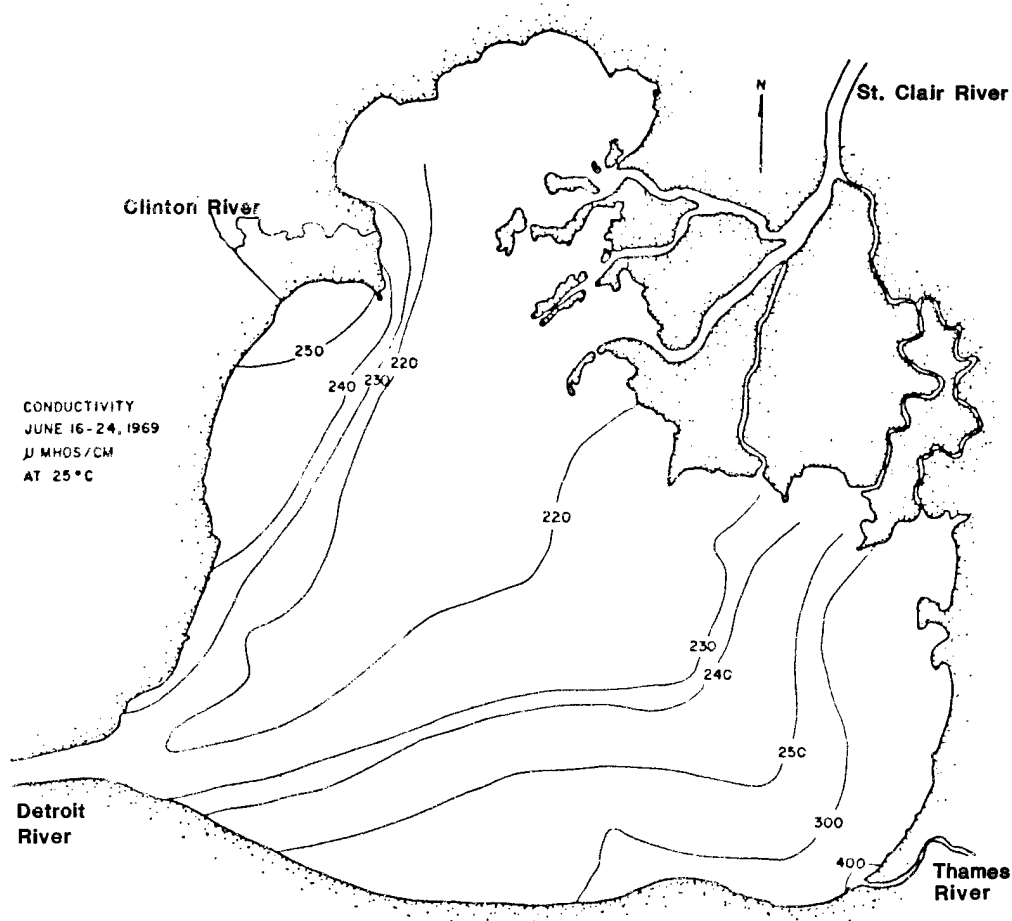 N
St. Clair River
Clinton River
250
220
240
230
CONDUCTIVITY
JUNE 16-24, 1969
µ MHOS/CM
AT 25°C
220
230
240
250
300
400
Detroit
River
Thames
River